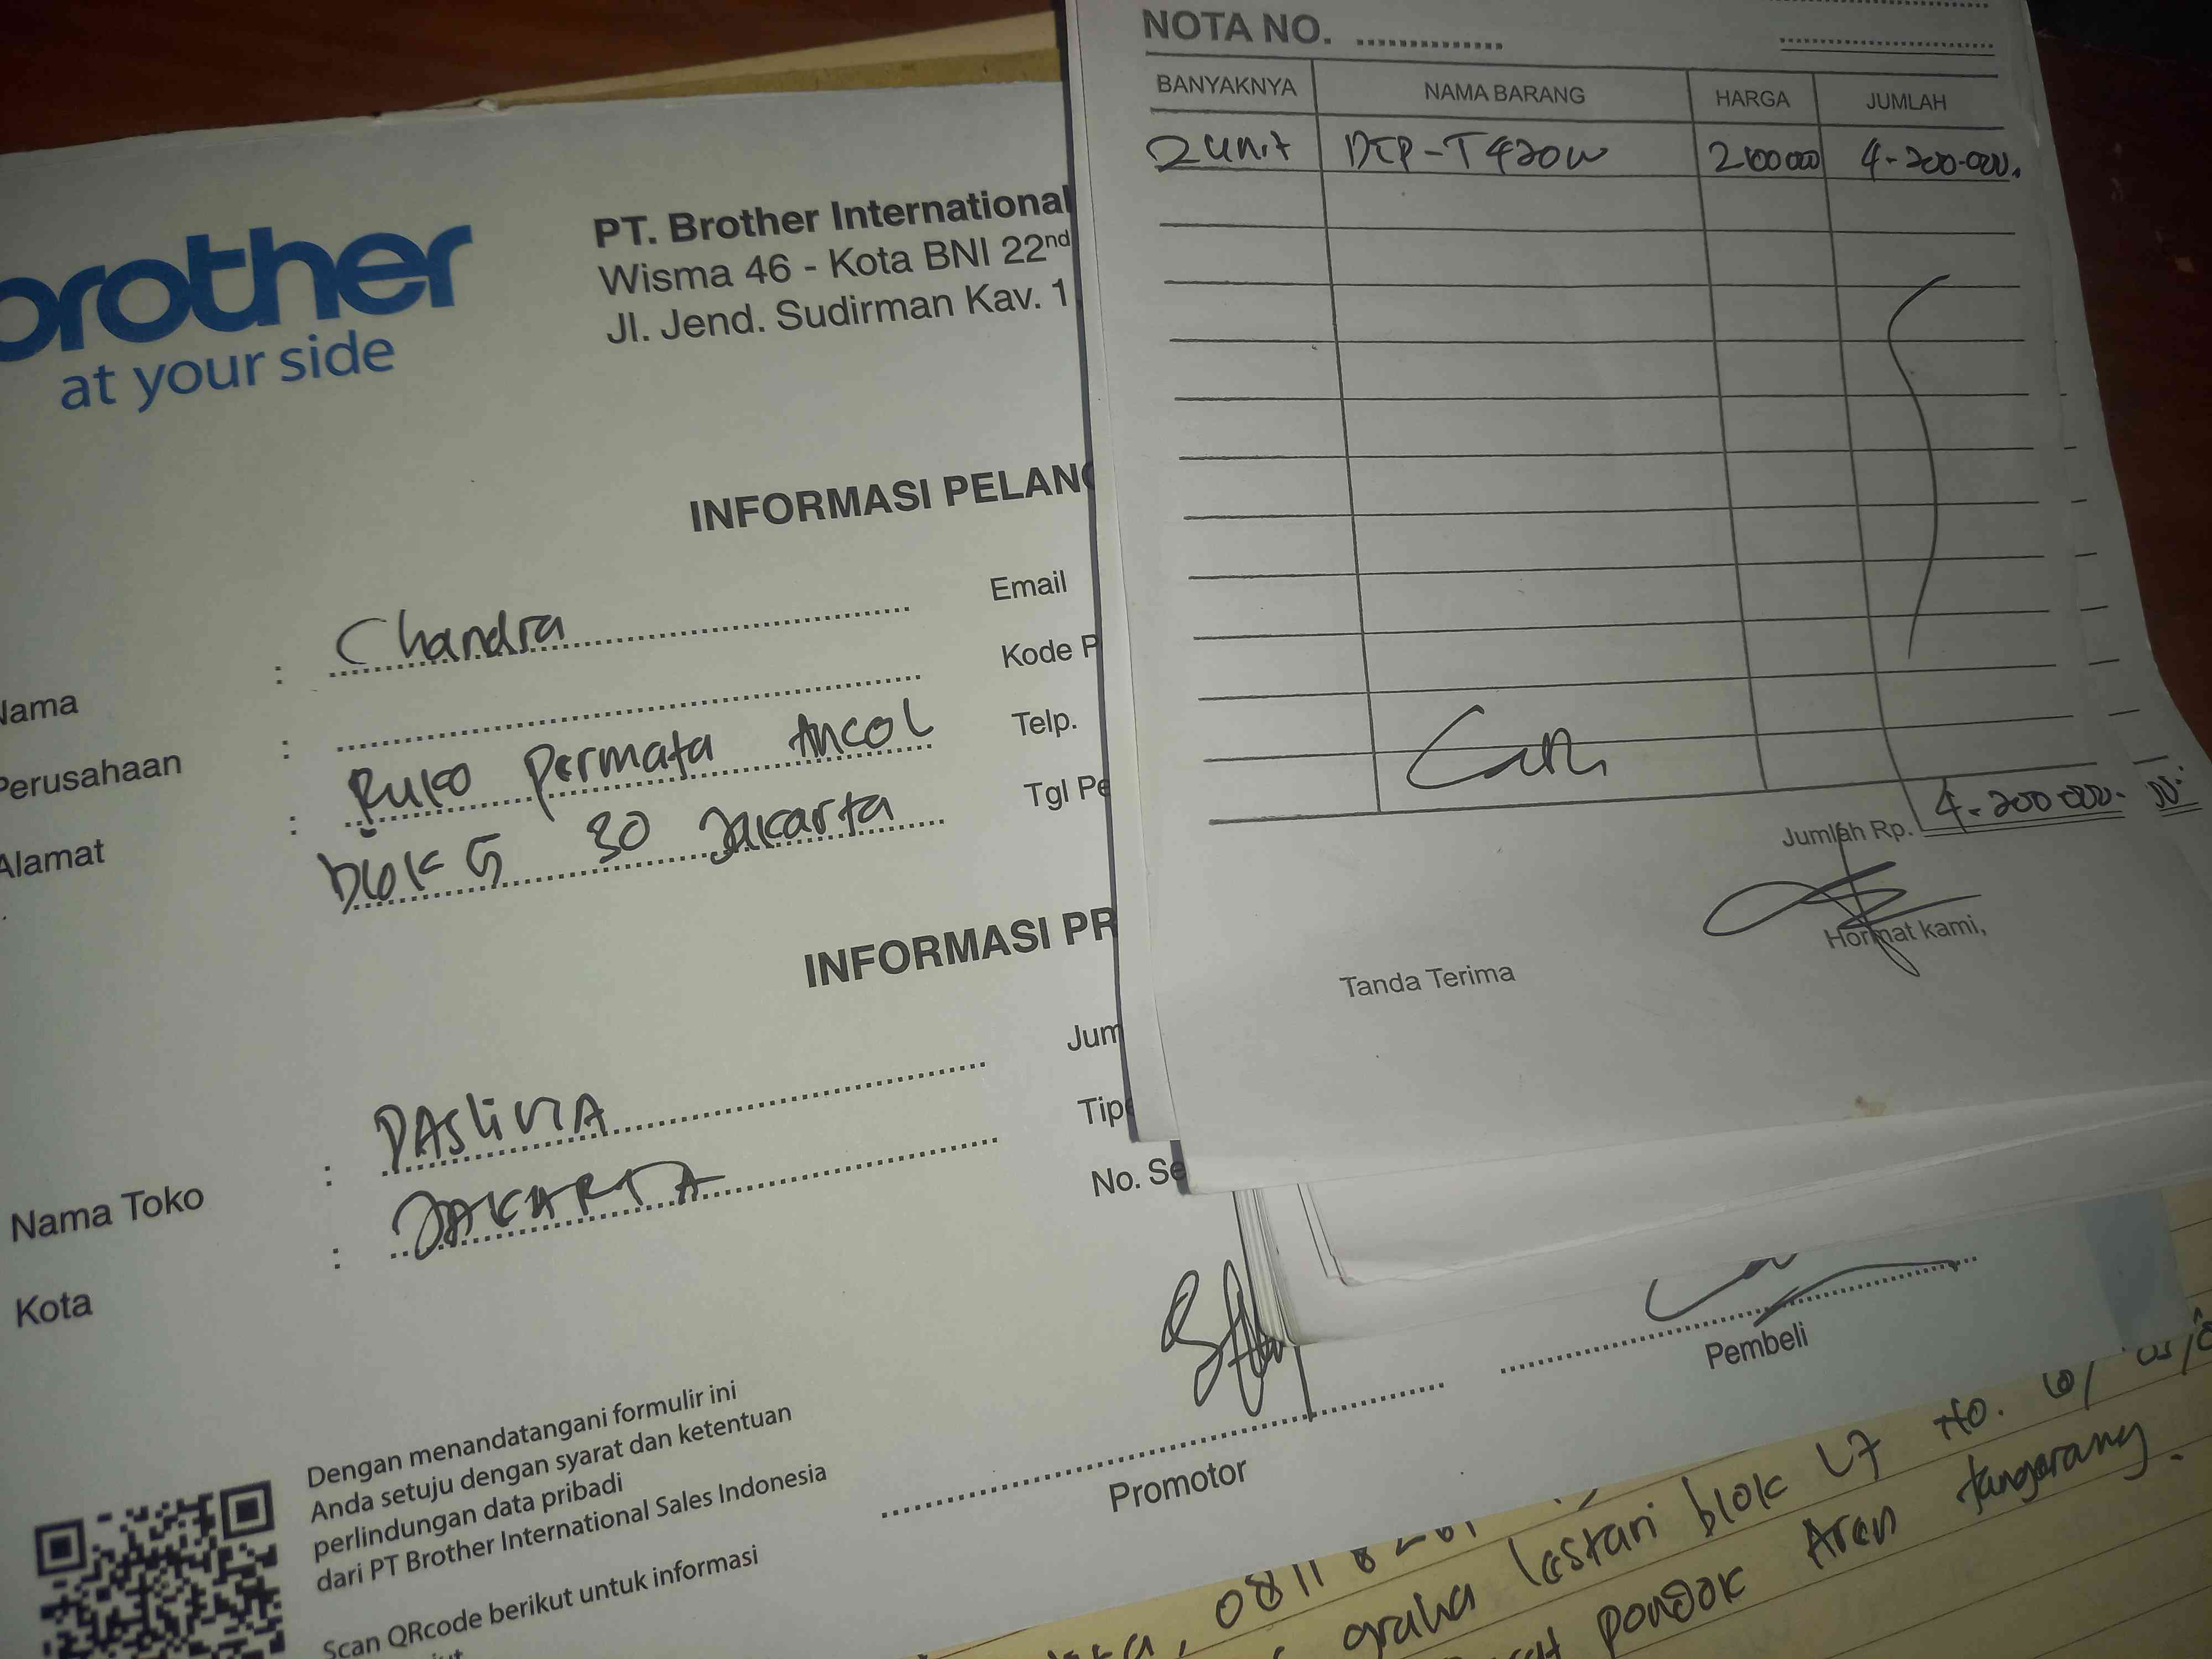 brother
at your side
PT. Brother International
Wisma 46 - Kota BNI 22nd
Jl. Jend. Sudirman Kav. 1
INFORMASI PELANG
Nama : Chandra
Email
Perusahaan :
Kode P
Alamat : Ruko Permata Ancol
Telp.
blok G 30 Jakarta
Tgl Pe
INFORMASI PR
Nama Toko : PASLIVIA
Jum
Kota : JAKARTA
Tipe
No. Se
Dengan menandatangani formulir ini
Anda setuju dengan syarat dan ketentuan
perlindungan data pribadi
dari PT Brother International Sales Indonesia
Scan QRcode berikut untuk informasi
Promotor
Pembeli
NOTA NO. ..............
BANYAKNYA NAMA BARANG HARGA JUMLAH
2 unit DCP-T420W 2100000 4-200-000.
Jumlah Rp. 4-200 000-
Tanda Terima
Hormat kami,
graha lestari blok L7 No.
pondok Aren tangerang.